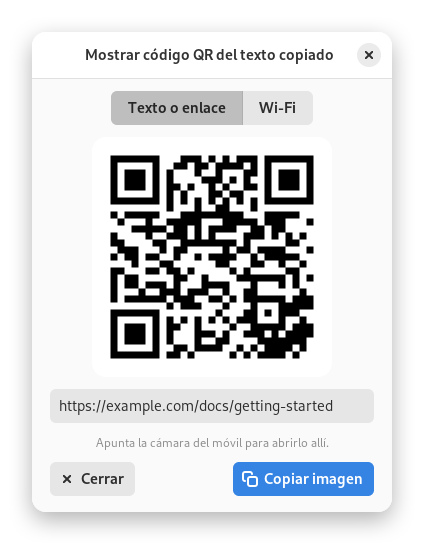 Mostrar código QR del texto copiado
Texto o enlace
Wi-Fi
https://example.com/docs/getting-started
Apunta la cámara del móvil para abrirlo allí.
Cerrar
Copiar imagen